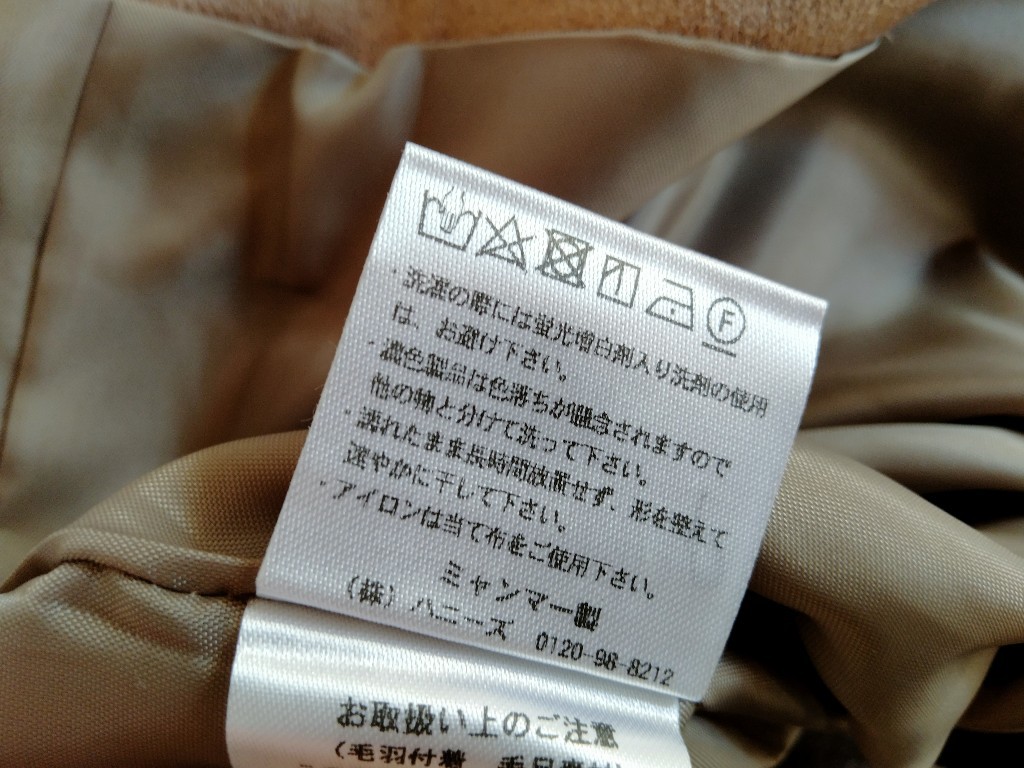 F
・洗濯の際には蛍光増白剤入り洗剤の使用
は、お避け下さい。
・濃色製品は色落ちが懸念されますので
他の物と分けて洗って下さい。
・濡れたまま長時間放置せず、形を整えて
速やかに干して下さい。
・アイロンは当て布をご使用下さい。
ミャンマー製
(株)ハニーズ 0120-98-8212
お取扱い上のご注意
(毛羽付着